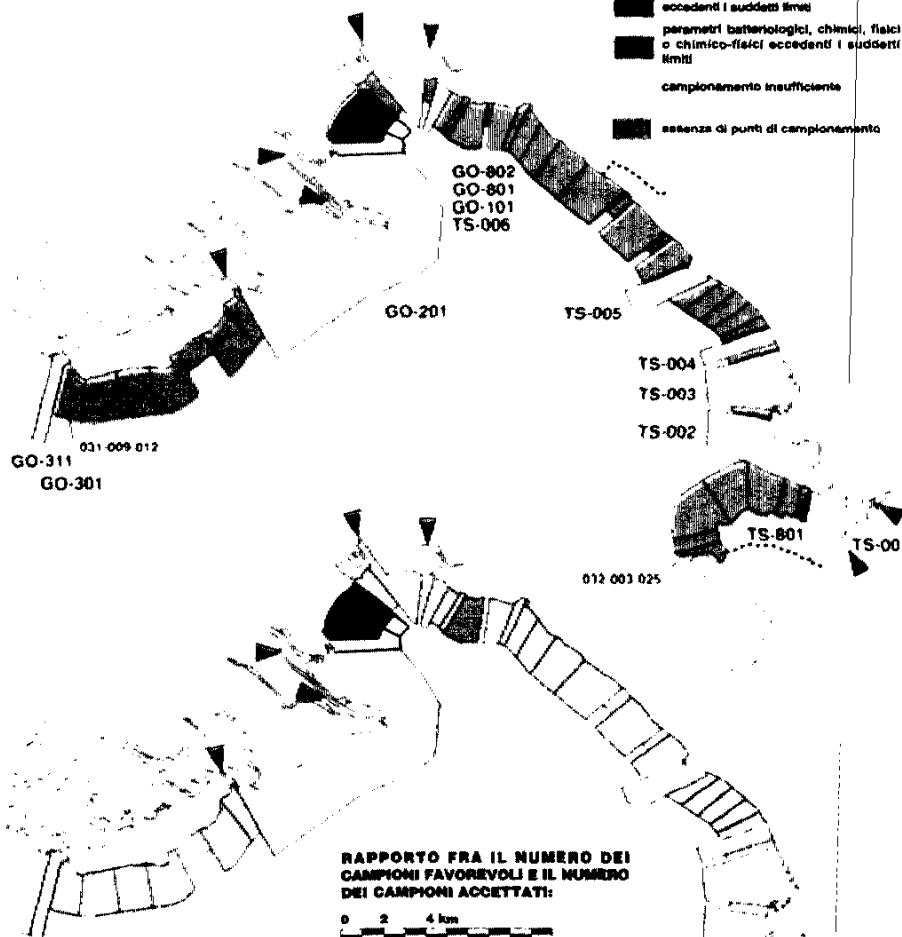 eccedenti i suddetti limiti
parametri batteriologici, chimici, fisici
o chimico-fisici eccedenti i suddetti
limiti
campionamento insufficiente
assenza di punti di campionamento
GO-802
GO-801
GO-101
TS-006
GO-201
TS-005
TS-004
TS-003
TS-002
031-009-012
GO-311
GO-301
TS-801
TS-00
032-003-025
RAPPORTO FRA IL NUMERO DEI
CAMPIONI FAVOREVOLI E IL NUMERO
DEI CAMPIONI ACCETTATI:
0 2 4 km